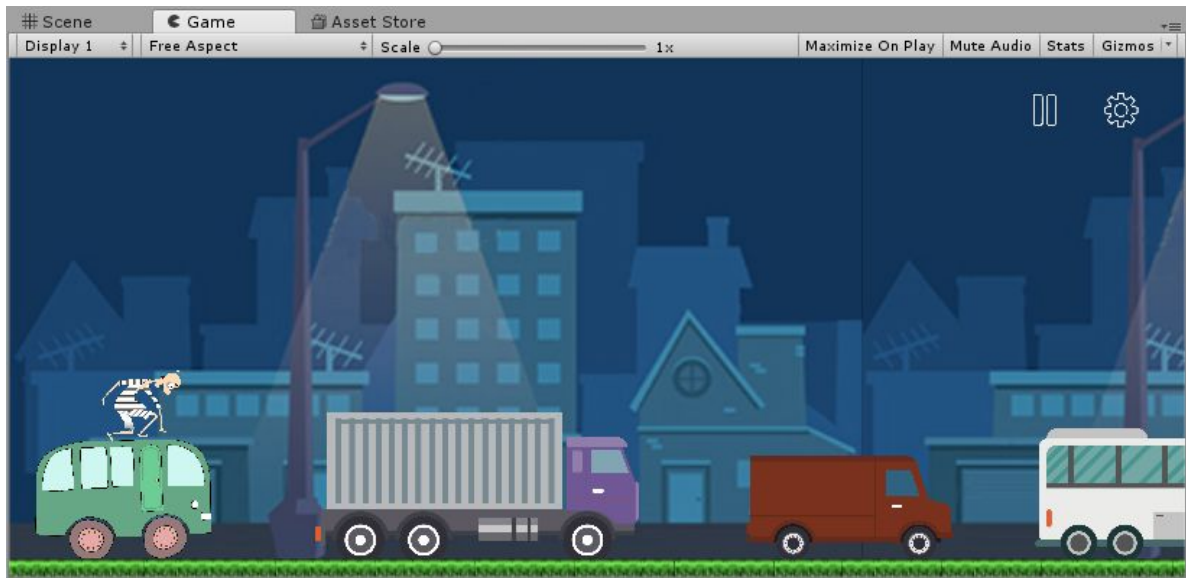 Scene Game Asset Store
Display 1 Free Aspect Scale 1x Maximize On Play Mute Audio Stats Gizmos